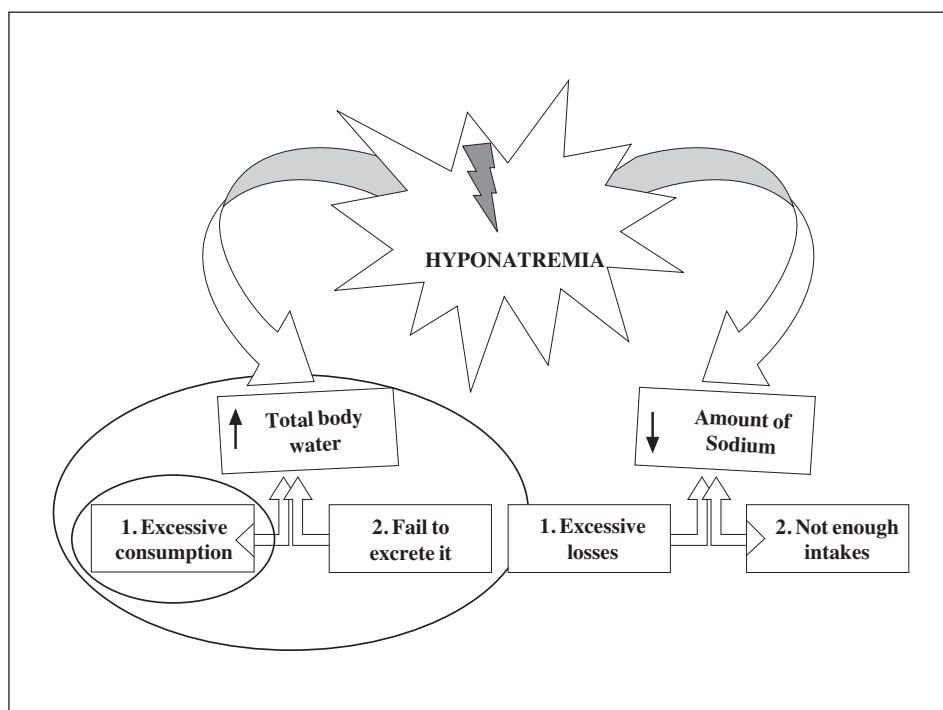 HYPONATREMIA
Total body
water
Amount of
Sodium
1. Excessive
consumption
2. Fail to
excrete it
1. Excessive
losses
2. Not enough
intakes